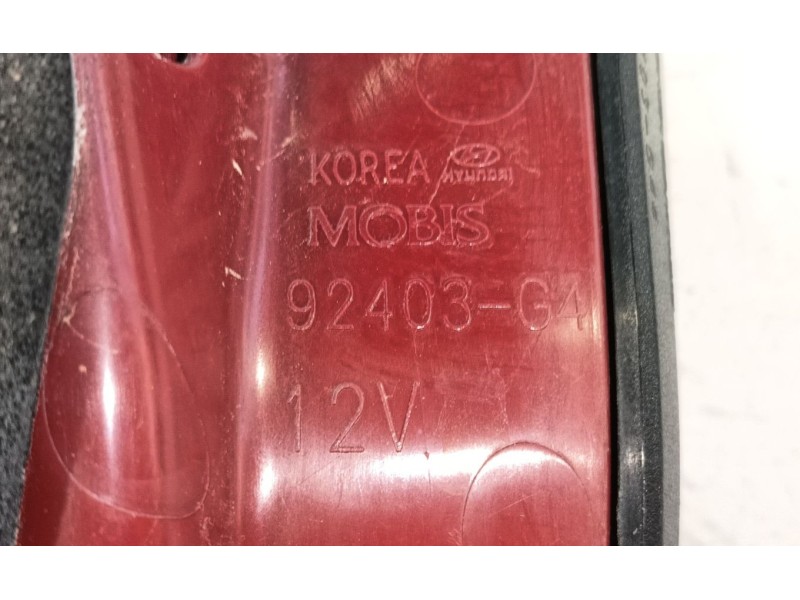 KOREA HYUNDAI
MOBIS
92403-G4
12V